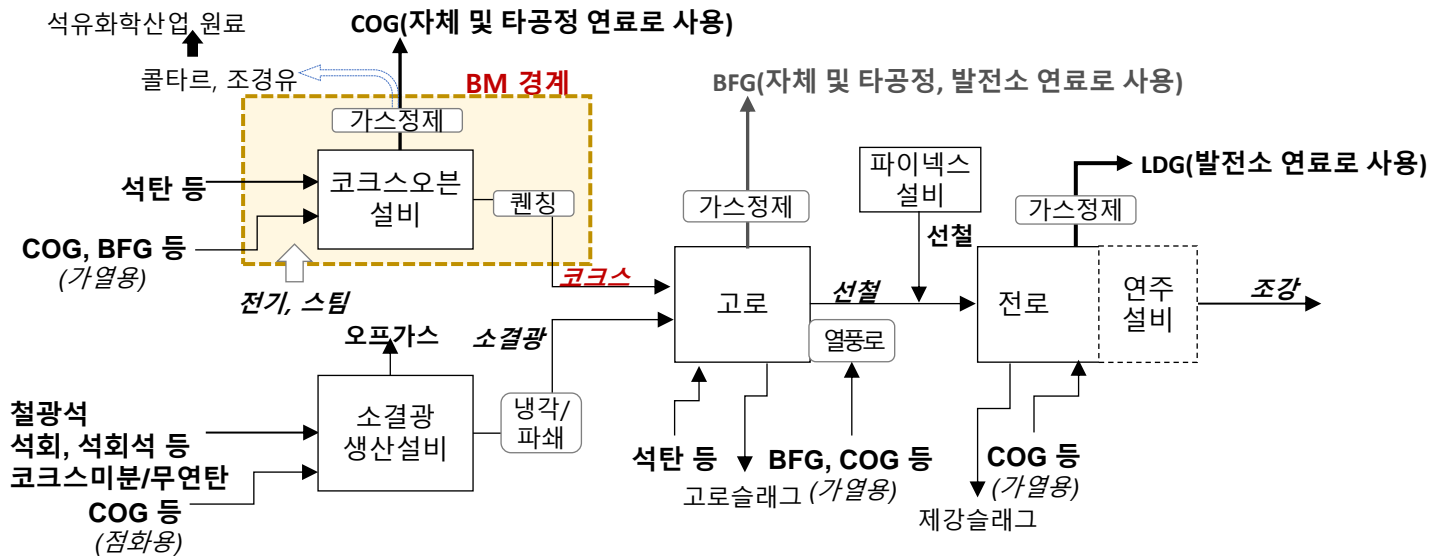 석유화학산업 원료
COG(자체 및 타공정 연료로 사용)
콜타르, 조경유
BM 경계
BFG(자체 및 타공정, 발전소 연료로 사용)
가스정제
석탄 등
코크스오븐
설비
퀜칭
COG, BFG 등
(가열용)
전기, 스팀
코크스
파이넥스
설비
LDG(발전소 연료로 사용)
가스정제
가스정제
선철
고로
선철
전로
연주
설비
조강
열풍로
오프가스
소결광
철광석
석회, 석회석 등
코크스미분/무연탄
소결광
생산설비
냉각/
파쇄
COG 등
(점화용)
석탄 등
BFG, COG 등
고로슬래그
(가열용)
COG 등
(가열용)
제강슬래그